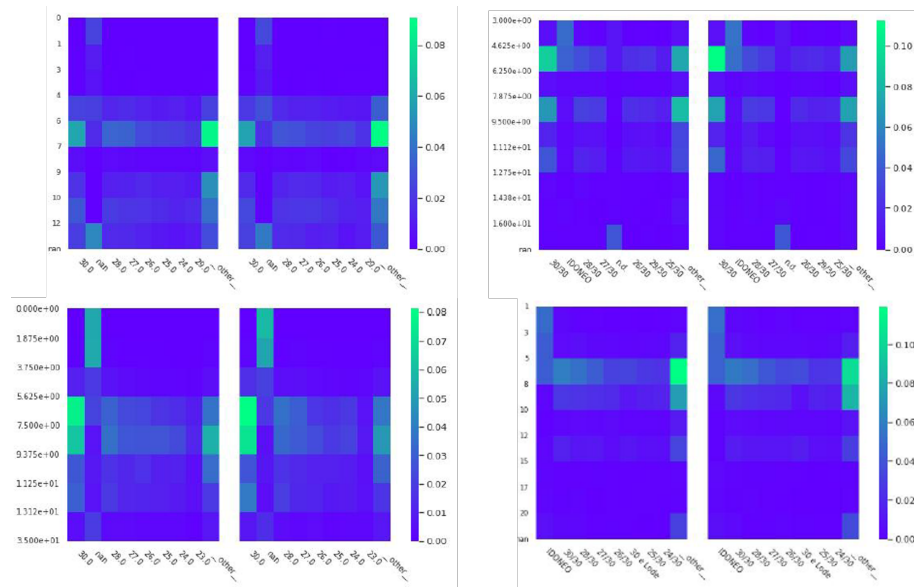 0
1
3
4
6
7
9
10
12
nan
30.0 nan 28.0 27.0 26.0 25.0 24.0 29.0 __other__
30.0 nan 28.0 27.0 26.0 25.0 24.0 29.0 __other__
0.08
0.06
0.04
0.02
0.00
3.000e+00
4.625e+00
6.250e+00
7.875e+00
9.500e+00
1.112e+01
1.275e+01
1.438e+01
1.600e+01
nan
30/30 IDONEO 28/30 27/30 n.d. 26/30 29/30 25/30 __other__
30/30 IDONEO 28/30 27/30 n.d. 26/30 29/30 25/30 __other__
0.10
0.08
0.06
0.04
0.02
0.00
0.000e+00
1.875e+00
3.750e+00
5.625e+00
7.500e+00
9.375e+00
1.125e+01
1.312e+01
3.500e+01
30.0 nan 28.0 27.0 26.0 25.0 24.0 23.0 __other__
30.0 nan 28.0 27.0 26.0 25.0 24.0 __other__
0.08
0.07
0.06
0.05
0.04
0.03
0.02
0.01
0.00
1
3
5
8
10
12
15
17
20
nan
IDONEO 30/30 28/30 27/30 26/30 30 e Lode 25/30 24/30 __other__
IDONEO 30/30 28/30 27/30 26/30 30 e Lode 25/30 24/30 __other__
0.10
0.08
0.06
0.04
0.02
0.00